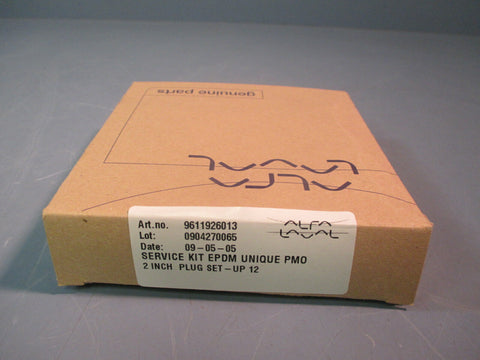 genuine parts
ALFA
LAVAL
Art.no. 9611926013
Lot: 0904270065
Date: 09-05-05
ALFA
LAVAL
SERVICE KIT EPDM UNIQUE PMO
2 INCH PLUG SET-UP 12